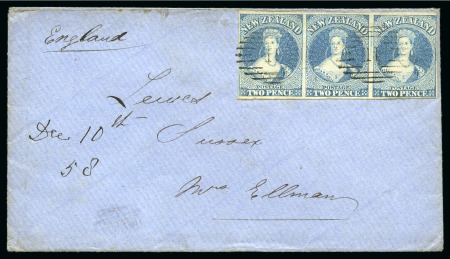 England
NEW ZEALAND NEW ZEALAND NEW ZEALAND
POSTAGE POSTAGE POSTAGE
TWO PENCE TWO PENCE TWO PENCE
Lewes
Dec 10th Sussex
58
Mrs Ellman